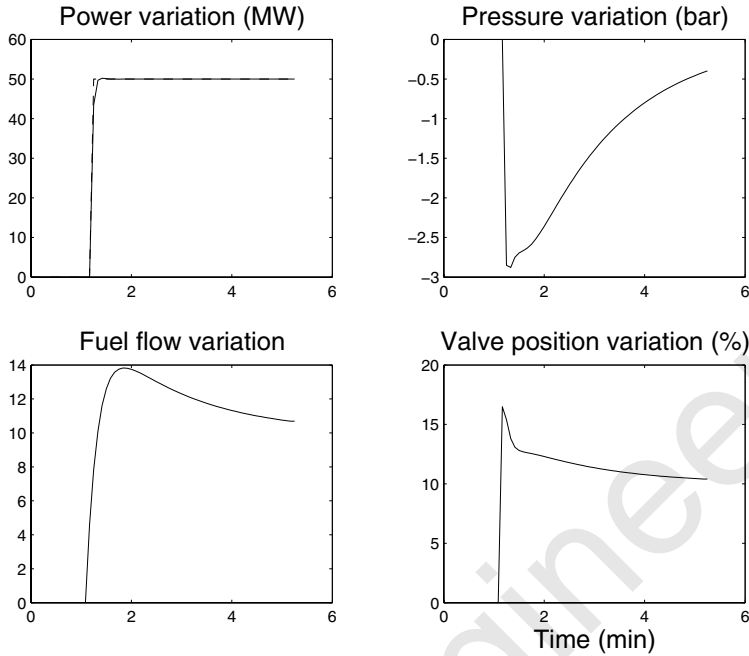 Power variation (MW)
60
50
40
30
20
10
0
0 2 4 6
Pressure variation (bar)
0
−0.5
−1
−1.5
−2
−2.5
−3
0 2 4 6
Fuel flow variation
14
12
10
8
6
4
2
0
0 2 4 6
Valve position variation (%)
20
15
10
5
0
0 2 4 6
Time (min)
ginee